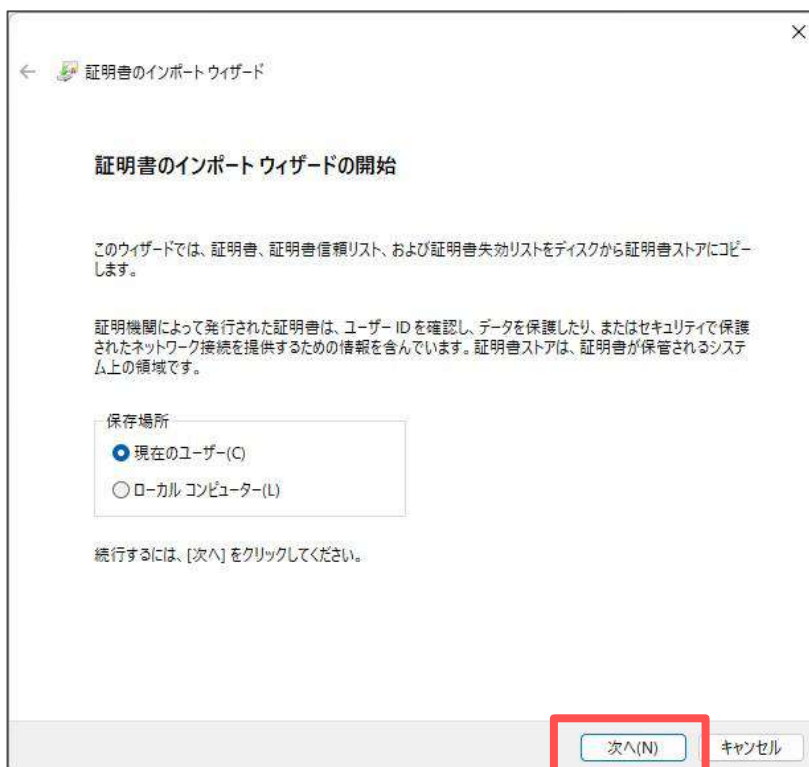 証明書のインポート ウィザード
証明書のインポート ウィザードの開始
このウィザードでは、証明書、証明書信頼リスト、および証明書失効リストをディスクから証明書ストアにコピー
します。
証明機関によって発行された証明書は、ユーザー ID を確認し、データを保護したり、またはセキュリティで保護
されたネットワーク接続を提供するための情報を含んでいます。証明書ストアは、証明書が保管されるシステ
ム上の領域です。
保存場所
現在のユーザー(C)
ローカル コンピューター(L)
続行するには、[次へ] をクリックしてください。
次へ(N)
キャンセル